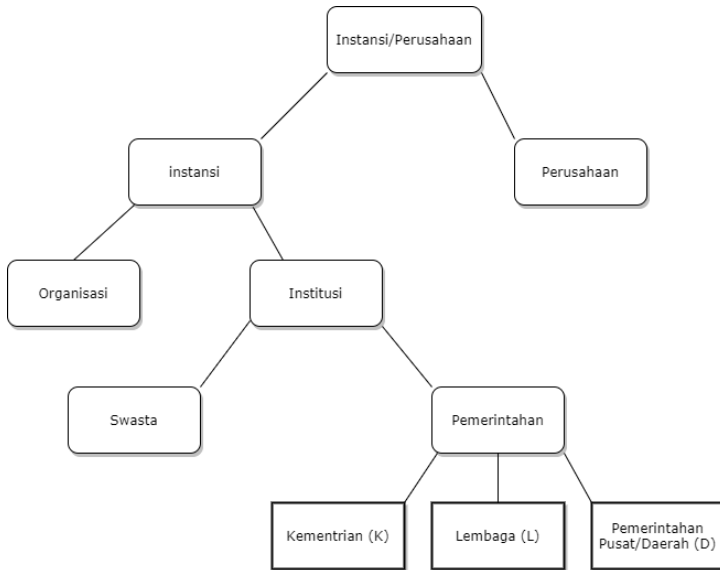 Instansi/Perusahaan
instansi
Perusahaan
Organisasi
Institusi
Swasta
Pemerintahan
Kementrian (K)
Lembaga (L)
Pemerintahan
Pusat/Daerah (D)